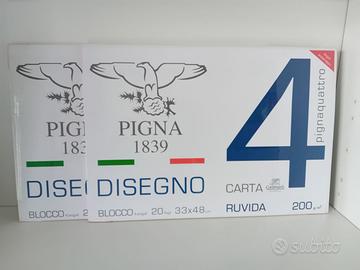 PIGNA
1839
DISEGNO
BLOCCO
PIGNA
1839
DISEGNO
BLOCCO 20 33x48
4
pignaquattro
CARTA
RUVIDA
200
subito